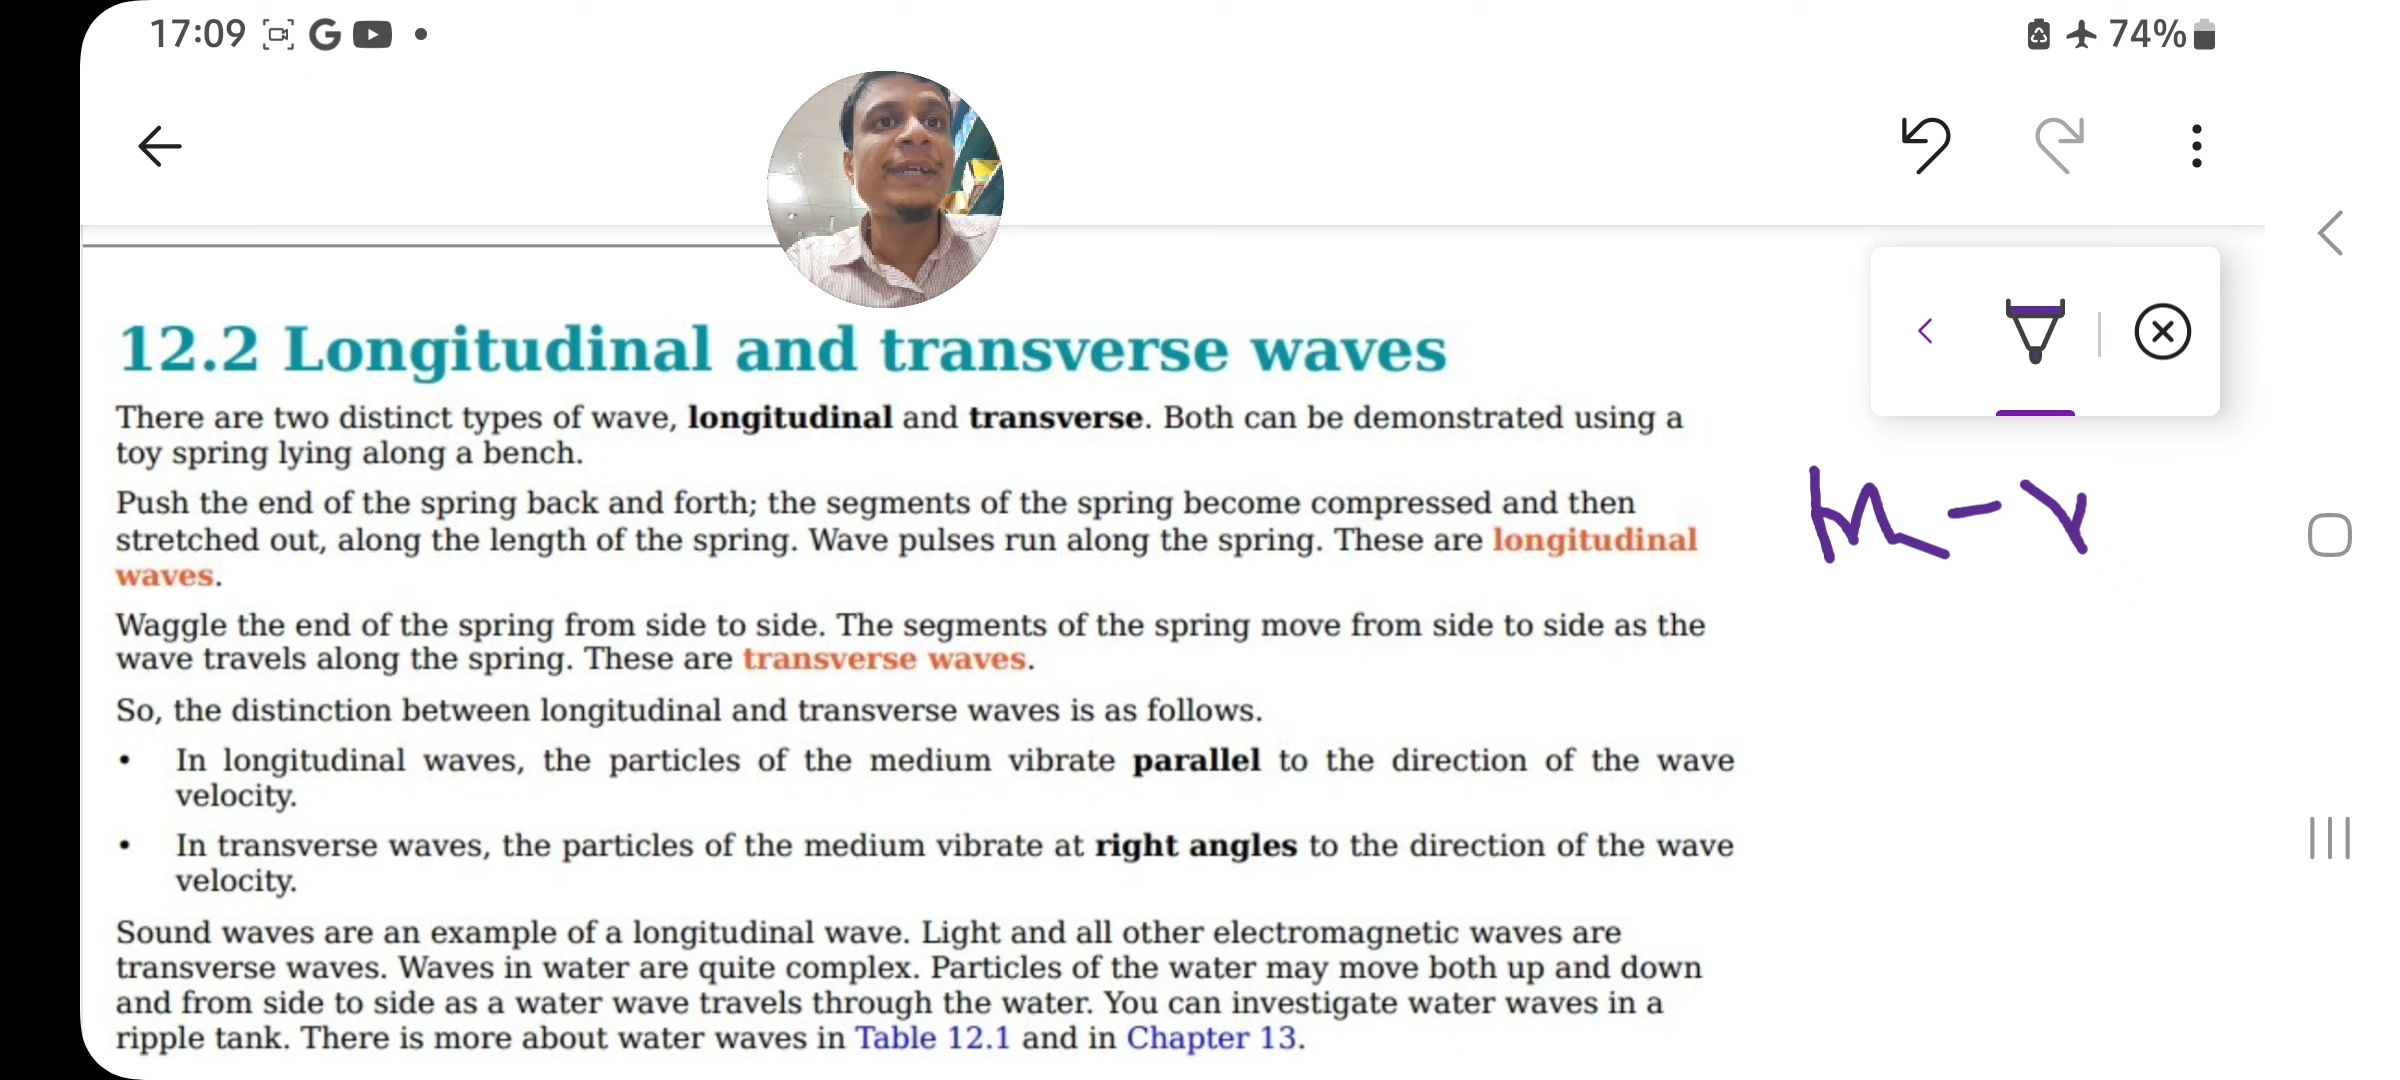 17:09
74%
12.2 Longitudinal and transverse waves
There are two distinct types of wave, longitudinal and transverse. Both can be demonstrated using a
toy spring lying along a bench.
Push the end of the spring back and forth; the segments of the spring become compressed and then
stretched out, along the length of the spring. Wave pulses run along the spring. These are longitudinal
waves.
Waggle the end of the spring from side to side. The segments of the spring move from side to side as the
wave travels along the spring. These are transverse waves.
So, the distinction between longitudinal and transverse waves is as follows.
• In longitudinal waves, the particles of the medium vibrate parallel to the direction of the wave
velocity.
• In transverse waves, the particles of the medium vibrate at right angles to the direction of the wave
velocity.
Sound waves are an example of a longitudinal wave. Light and all other electromagnetic waves are
transverse waves. Waves in water are quite complex. Particles of the water may move both up and down
and from side to side as a water wave travels through the water. You can investigate water waves in a
ripple tank. There is more about water waves in Table 12.1 and in Chapter 13.